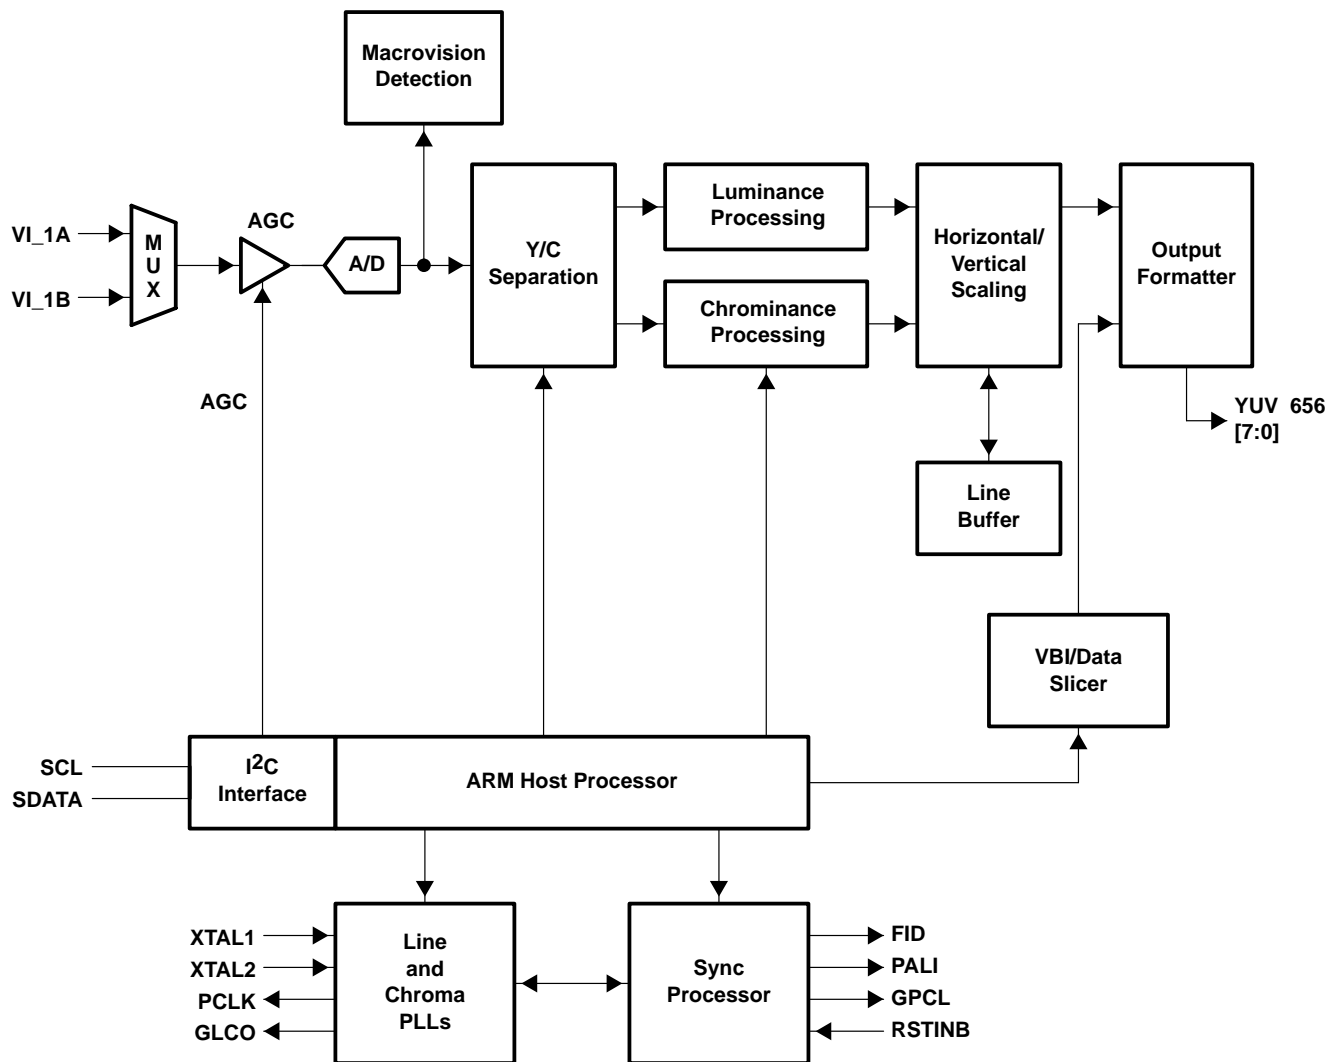 Macrovision
Detection
VI_1A
VI_1B
M
U
X
AGC
A/D
Y/C
Separation
Luminance
Processing
Chrominance
Processing
Horizontal/
Vertical
Scaling
Output
Formatter
AGC
YUV 656
[7:0]
Line
Buffer
VBI/Data
Slicer
SCL
SDATA
I²C
Interface
ARM Host Processor
XTAL1
XTAL2
PCLK
GLCO
Line
and
Chroma
PLLs
Sync
Processor
FID
PALI
GPCL
RSTINB